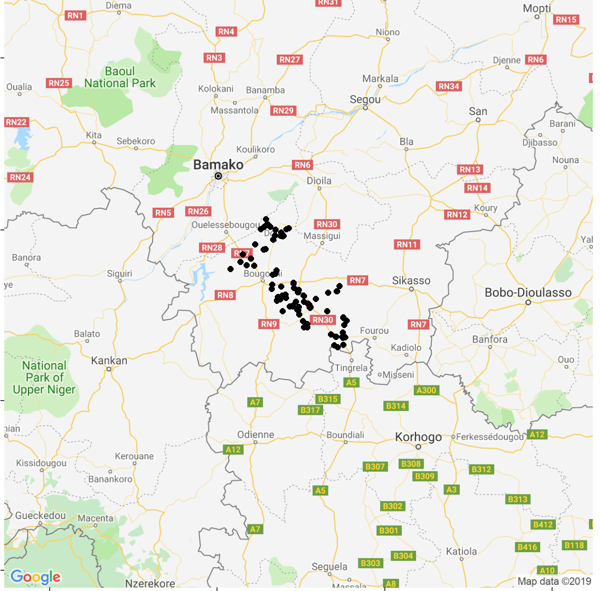 Diema
RN31
Mopti
RN1
RN15
RN4
Niono
RN3
RN27
Djenne
RN6
Baoul
National Park
RN25
Markala
Oualia
Kolokani
Banamba
RN34
Massantola
Segou
RN29
San
RN22
Kita
Barani
Sebekoro
Koulikoro
Bla
Djibasso
Bamako
RN6
Nouna
RN24
RN13
Dioila
RN14
RN5
RN26
RN12
Koury
Ouelessebougou
RN30
Massigui
RN28
RN11
Banora
Siguiri
Bougouni
RN7
Sikasso
RN8
Bobo-Dioulasso
RN9
RN30
RN7
Balato
Fourou
Banfora
Kadiolo
Kankan
Tingrela
Ouo
National
Park of
Upper Niger
Misseni
A5
A300
A7
B315
B317
B314
Odienne
Boundiali
Korhogo
Ferkessédougou
A12
A12
Kerouane
Kissidougou
B307
B308
B312
Banankoro
B309
A5
A3
B313
B302
Gueckedou
Macenta
A7
B301
B412
B304
Katiola
B416
B118
B303
Seguela
A10
Nzerekore
Massala
A8
Google
Map data ©2019